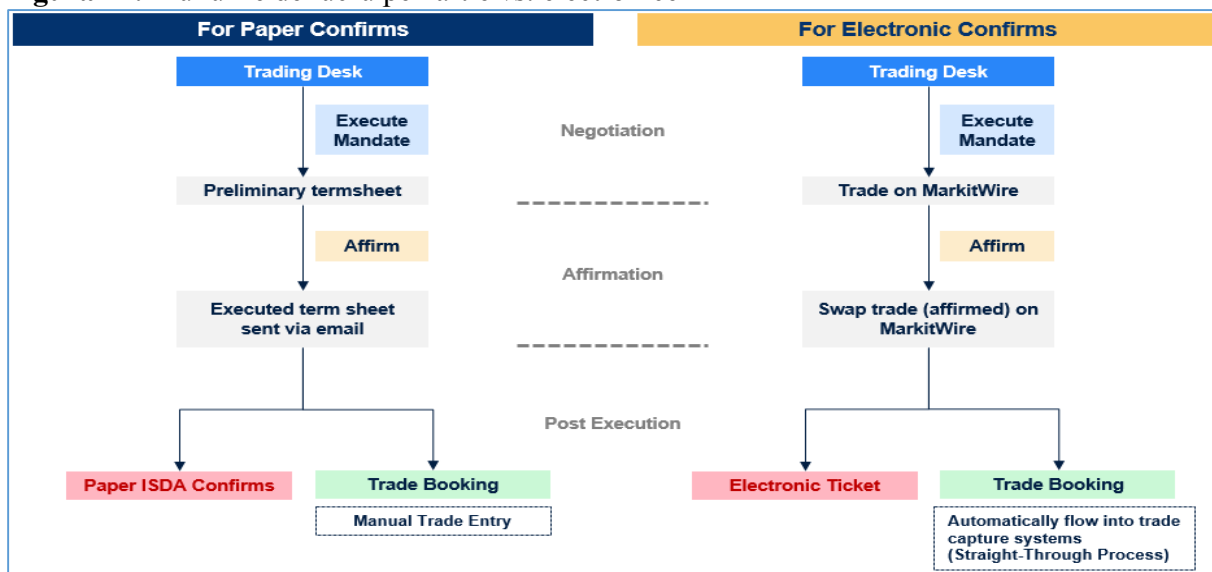 For Paper Confirms
For Electronic Confirms
Trading Desk
Trading Desk
Execute
Mandate
Negotiation
Execute
Mandate
Preliminary termsheet
Trade on MarkitWire
Affirm
Affirmation
Affirm
Executed term sheet
sent via email
Swap trade (affirmed) on
MarkitWire
Post Execution
Paper ISDA Confirms
Trade Booking
Electronic Ticket
Trade Booking
Manual Trade Entry
Automatically flow into trade
capture systems
(Straight-Through Process)